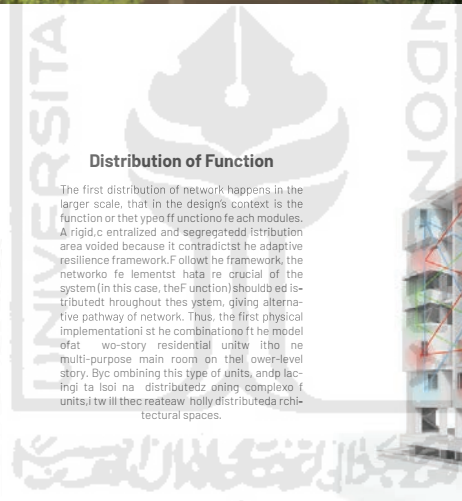 Distribution of Function
The first distribution of network happens in the
larger scale, that in the design's context is the
function or thet ypeo ff unctiono fe ach modules.
A rigid,c entralized and segregatedd istribution
area voided because it contradictst he adaptive
resilience framework.F ollowt he framework, the
networko fe lementst hata re crucial of the
system (in this case, theF unction) shouldb ed is-
tributedt hroughout thes ystem, giving alterna-
tive pathway of network. Thus, the first physical
implementationi st he combinationo ft he model
ofat wo-story residential unitw itho ne
multi-purpose main room on thel ower-level
story. Byc ombining this type of units, andp lac-
ingi ta lsoi na distributedz oning complexo f
units,i tw ill thec reateaw holly distributeda rchi-
tectural spaces.
UNIVERSITA
NDON